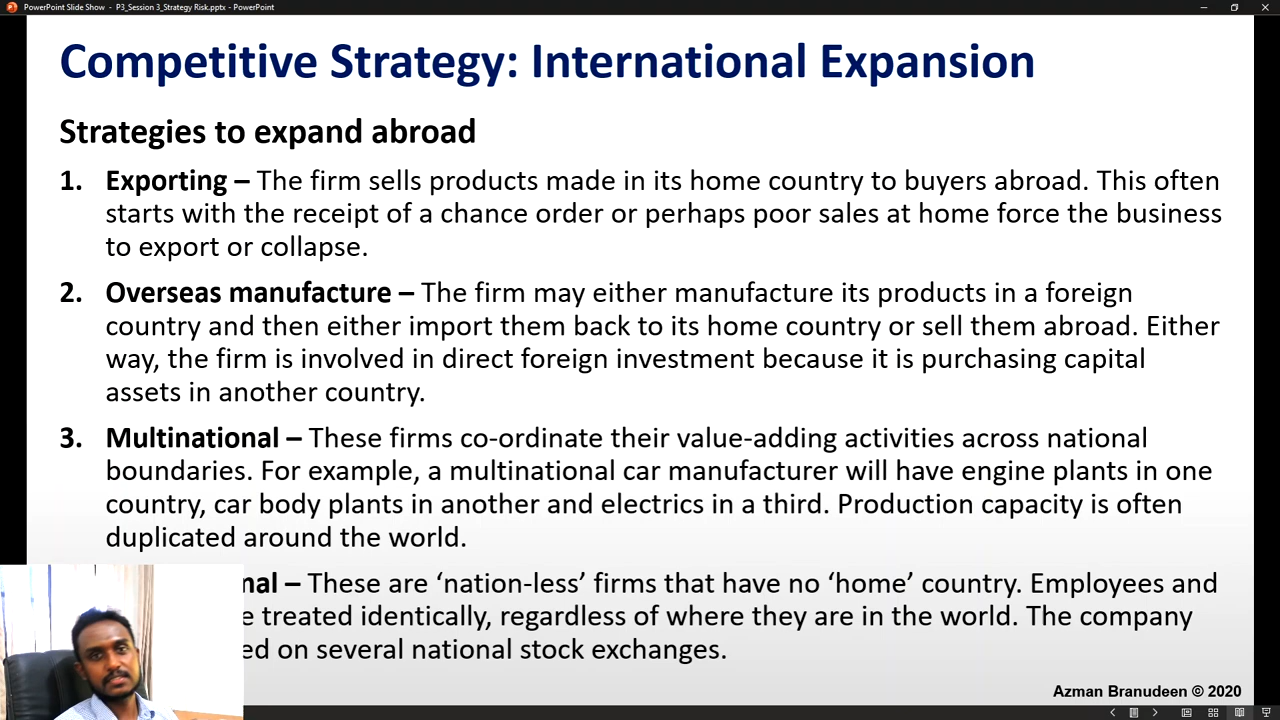 PowerPoint Slide Show - P3_Session 3_Strategy Risk.pptx - PowerPoint
Competitive Strategy: International Expansion
Strategies to expand abroad
1. Exporting – The firm sells products made in its home country to buyers abroad. This often
starts with the receipt of a chance order or perhaps poor sales at home force the business
to export or collapse.
2. Overseas manufacture – The firm may either manufacture its products in a foreign
country and then either import them back to its home country or sell them abroad. Either
way, the firm is involved in direct foreign investment because it is purchasing capital
assets in another country.
3. Multinational – These firms co-ordinate their value-adding activities across national
boundaries. For example, a multinational car manufacturer will have engine plants in one
country, car body plants in another and electrics in a third. Production capacity is often
duplicated around the world.
– These are ‘nation-less’ firms that have no ‘home’ country. Employees and
treated identically, regardless of where they are in the world. The company
on several national stock exchanges.
Azman Branudeen © 2020